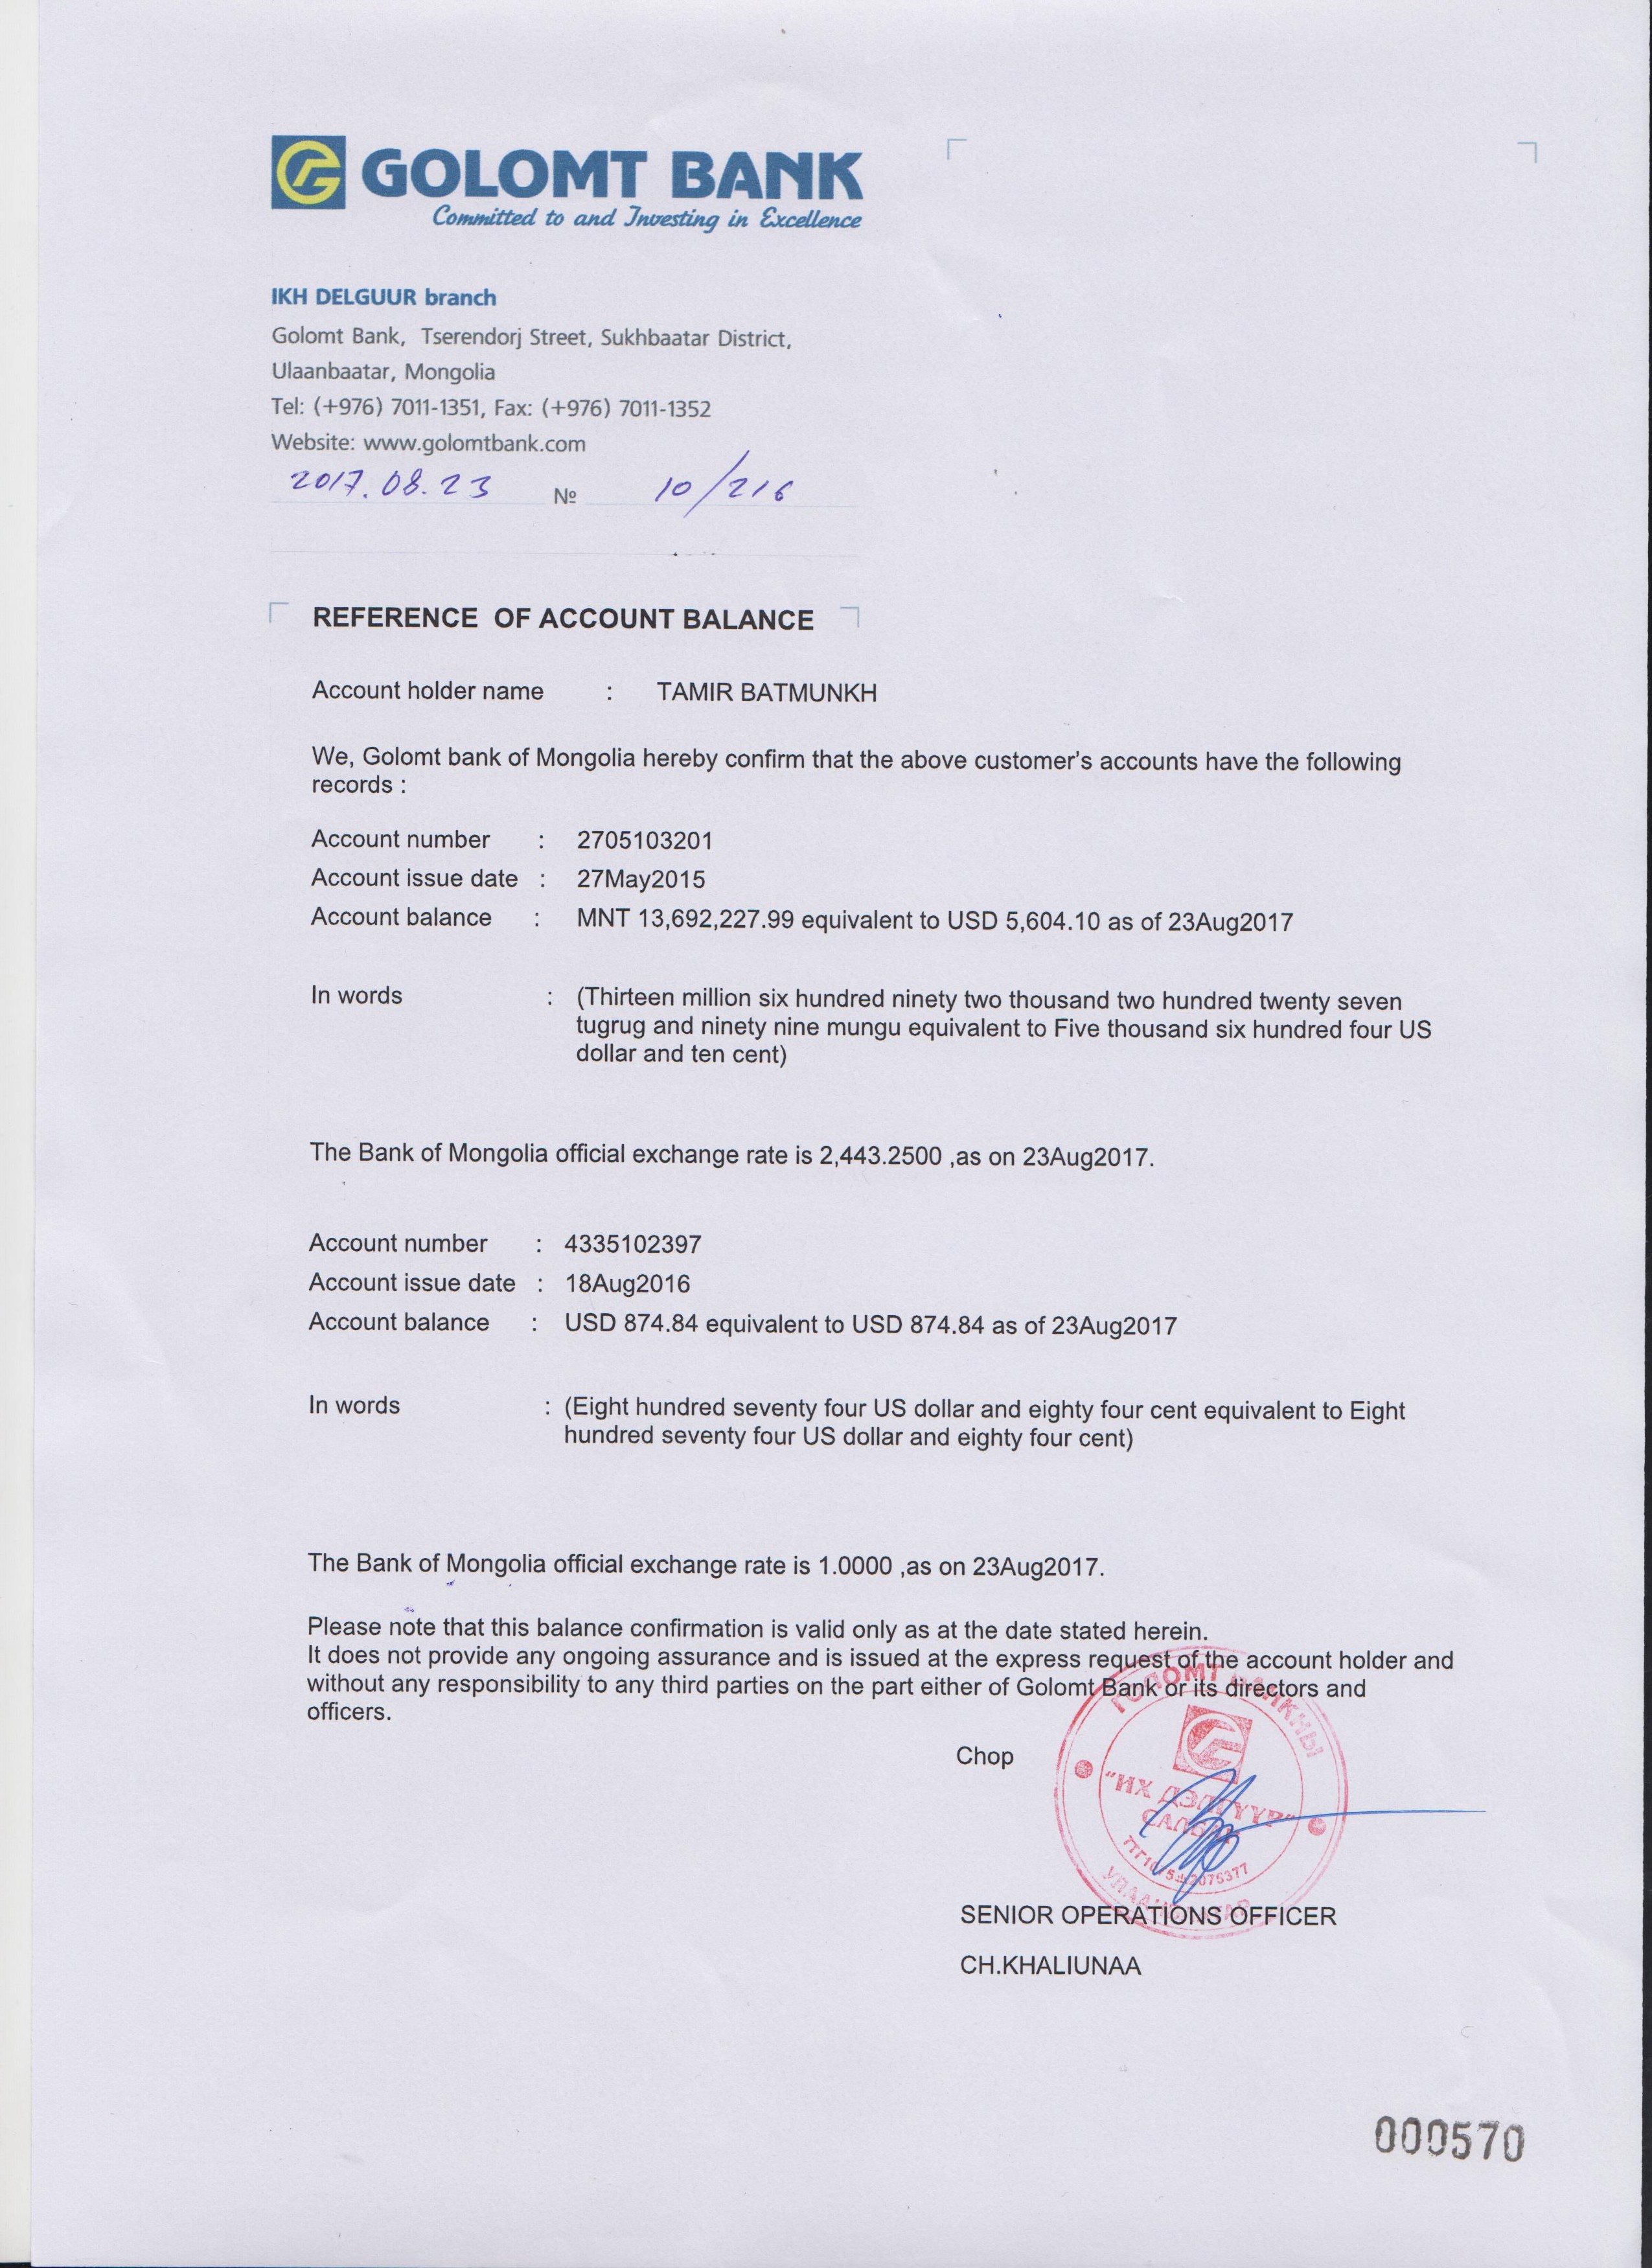 GOLOMT BANK
Committed to and Investing in Excellence
IKH DELGUUR branch
Golomt Bank, Tserendorj Street, Sukhbaatar District,
Ulaanbaatar, Mongolia
Tel: (+976) 7011-1351, Fax: (+976) 7011-1352
Website: www.golomtbank.com
2017.08.23 № 10/216
REFERENCE OF ACCOUNT BALANCE
Account holder name : TAMIR BATMUNKH
We, Golomt bank of Mongolia hereby confirm that the above customer's accounts have the following
records :
Account number : 2705103201
Account issue date : 27May2015
Account balance : MNT 13,692,227.99 equivalent to USD 5,604.10 as of 23Aug2017
In words : (Thirteen million six hundred ninety two thousand two hundred twenty seven
tugrug and ninety nine mungu equivalent to Five thousand six hundred four US
dollar and ten cent)
The Bank of Mongolia official exchange rate is 2,443.2500 ,as on 23Aug2017.
Account number : 4335102397
Account issue date : 18Aug2016
Account balance : USD 874.84 equivalent to USD 874.84 as of 23Aug2017
In words : (Eight hundred seventy four US dollar and eighty four cent equivalent to Eight
hundred seventy four US dollar and eighty four cent)
The Bank of Mongolia official exchange rate is 1.0000 ,as on 23Aug2017.
Please note that this balance confirmation is valid only as at the date stated herein.
It does not provide any ongoing assurance and is issued at the express request of the account holder and
without any responsibility to any third parties on the part either of Golomt Bank or its directors and
officers.
Chop
ГОЛОМТ БАНКНЫ
"ИХ ДЭЛГҮҮР"
САЛБАР
SENIOR OPERATIONS OFFICER
CH.KHALIUNAA
000570